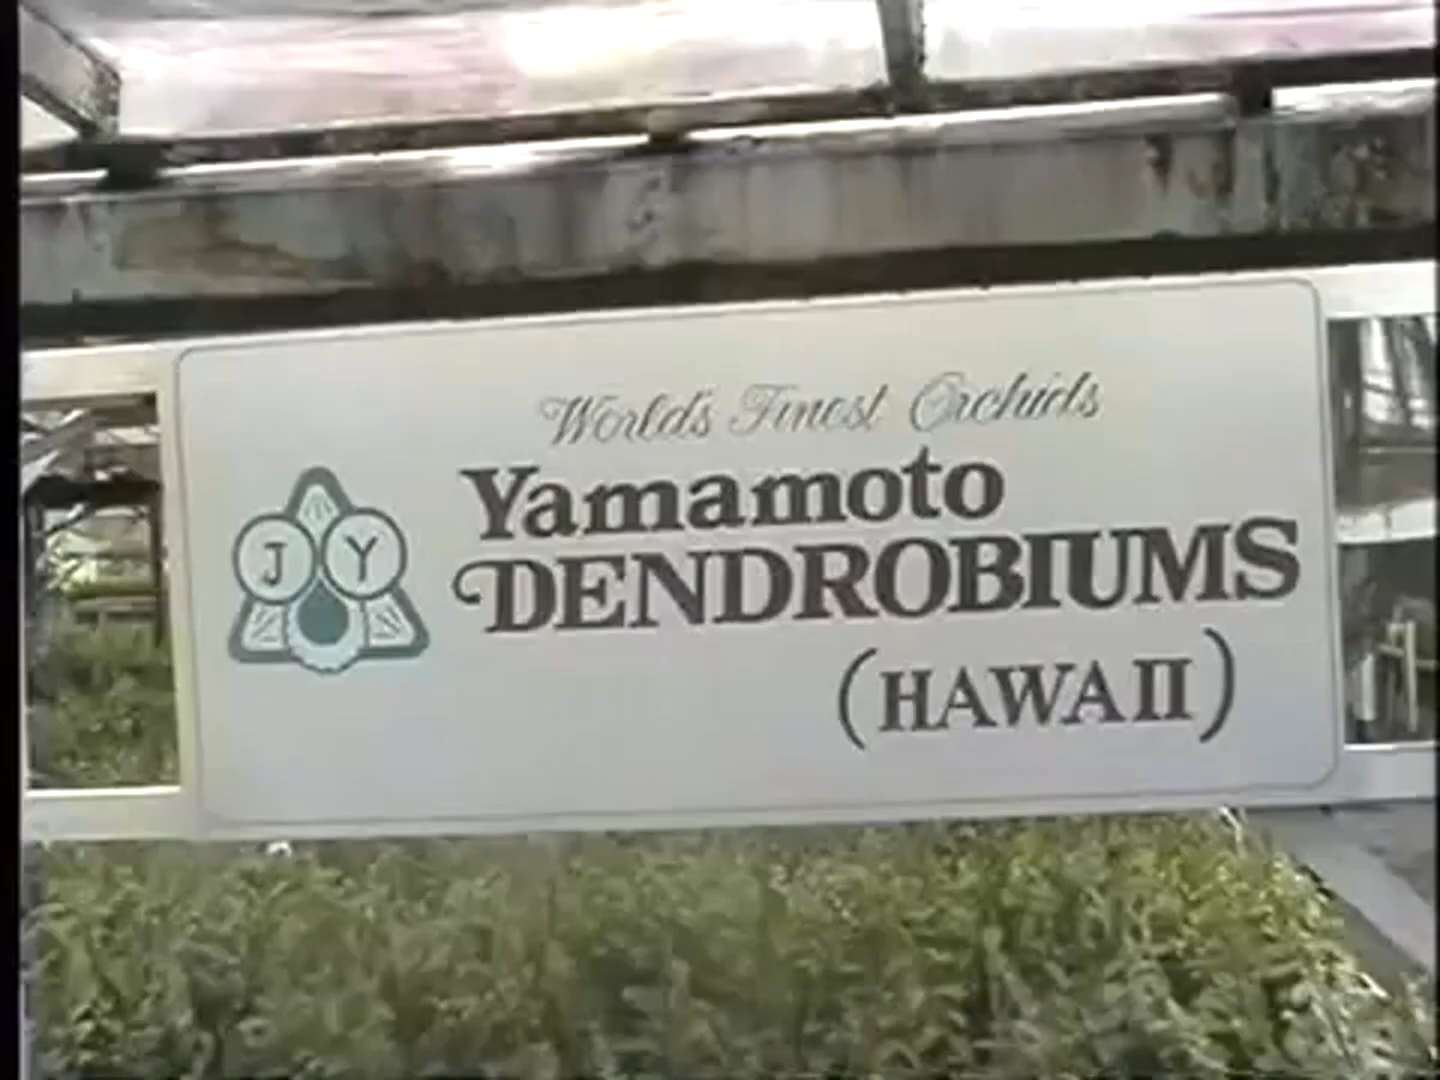 World's Finest Orchids
J Y
Yamamoto
DENDROBIUMS
(HAWAII)